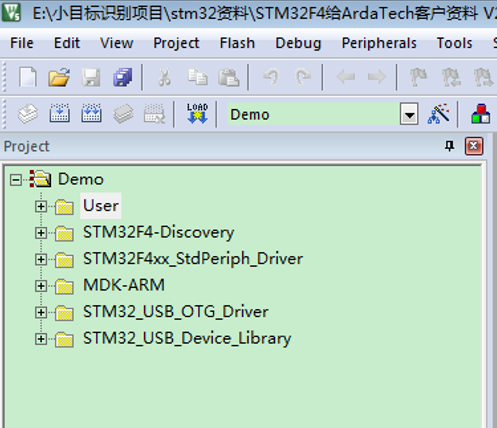 E:\小目标识别项目\stm32资料\STM32F4给ArdaTech客户资料 V2
File Edit View Project Flash Debug Peripherals Tools S
LOAD Demo
Project
Demo
User
STM32F4-Discovery
STM32F4xx_StdPeriph_Driver
MDK-ARM
STM32_USB_OTG_Driver
STM32_USB_Device_Library